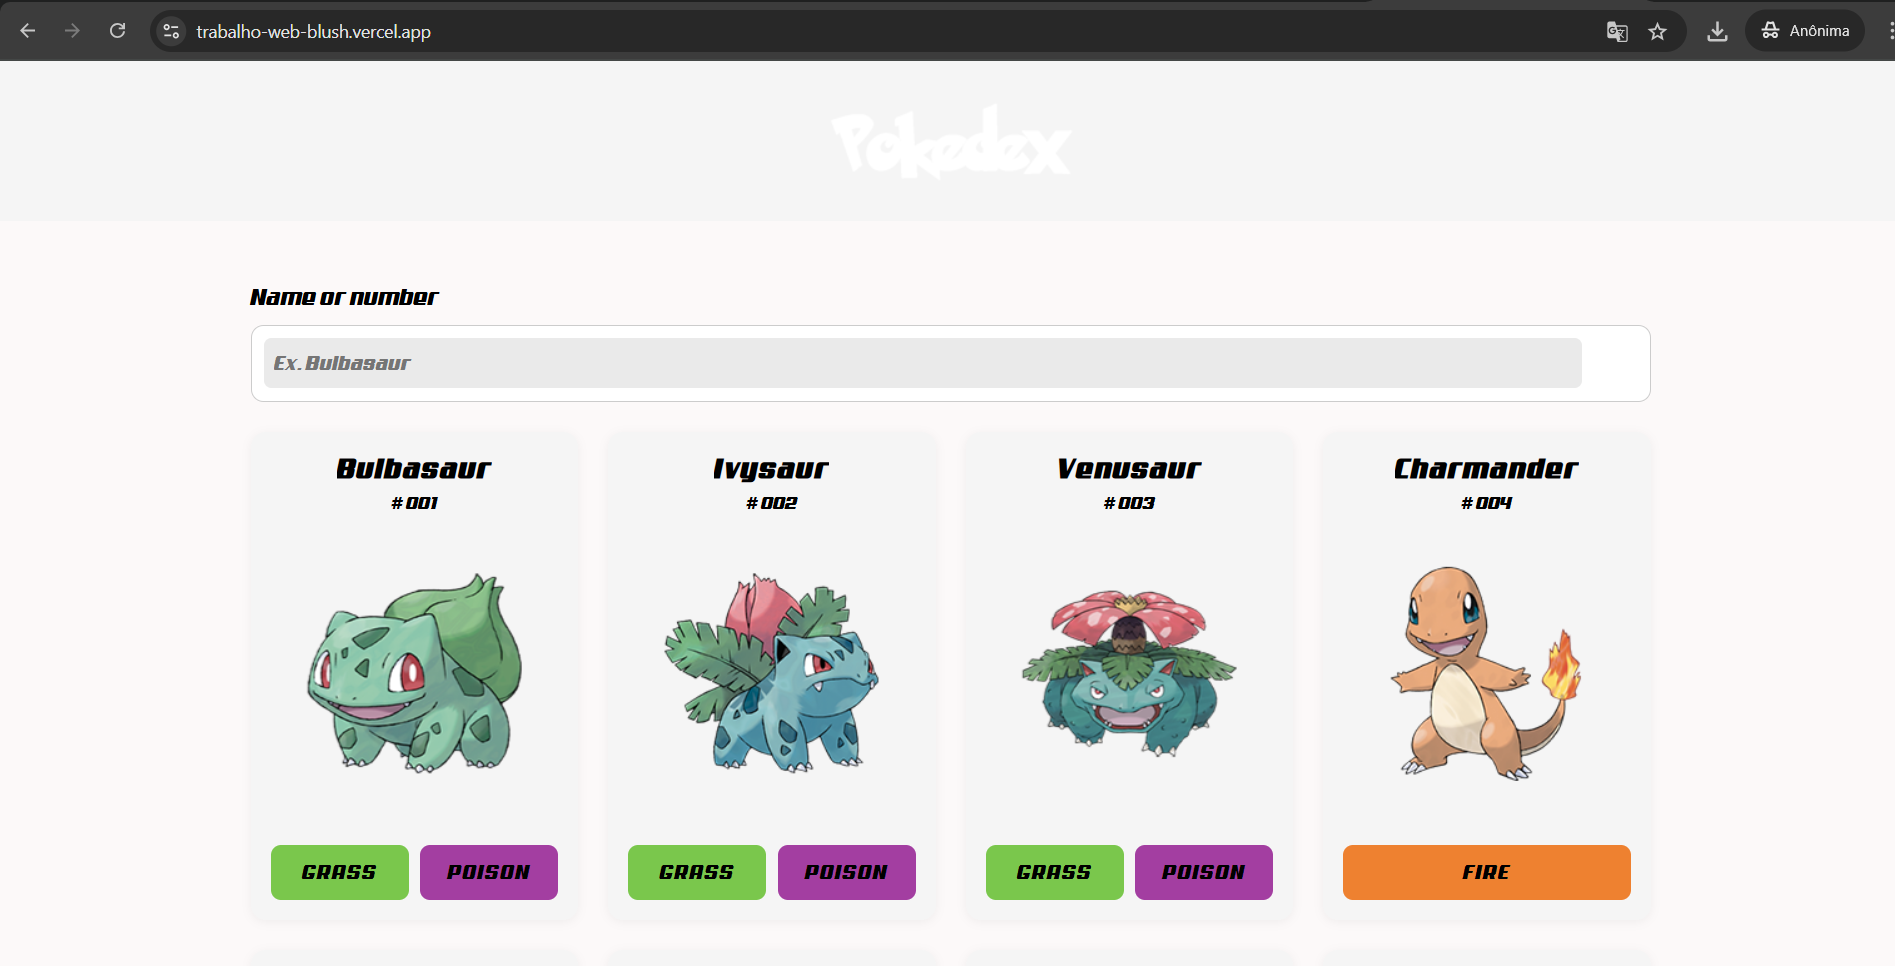 trabalho-web-blush.vercel.app
Anônima
Pokedex
Name or number
Ex. Bulbasaur
Bulbasaur
# 001
GRASS POISON
Ivysaur
# 002
GRASS POISON
Venusaur
# 003
GRASS POISON
Charmander
# 004
FIRE